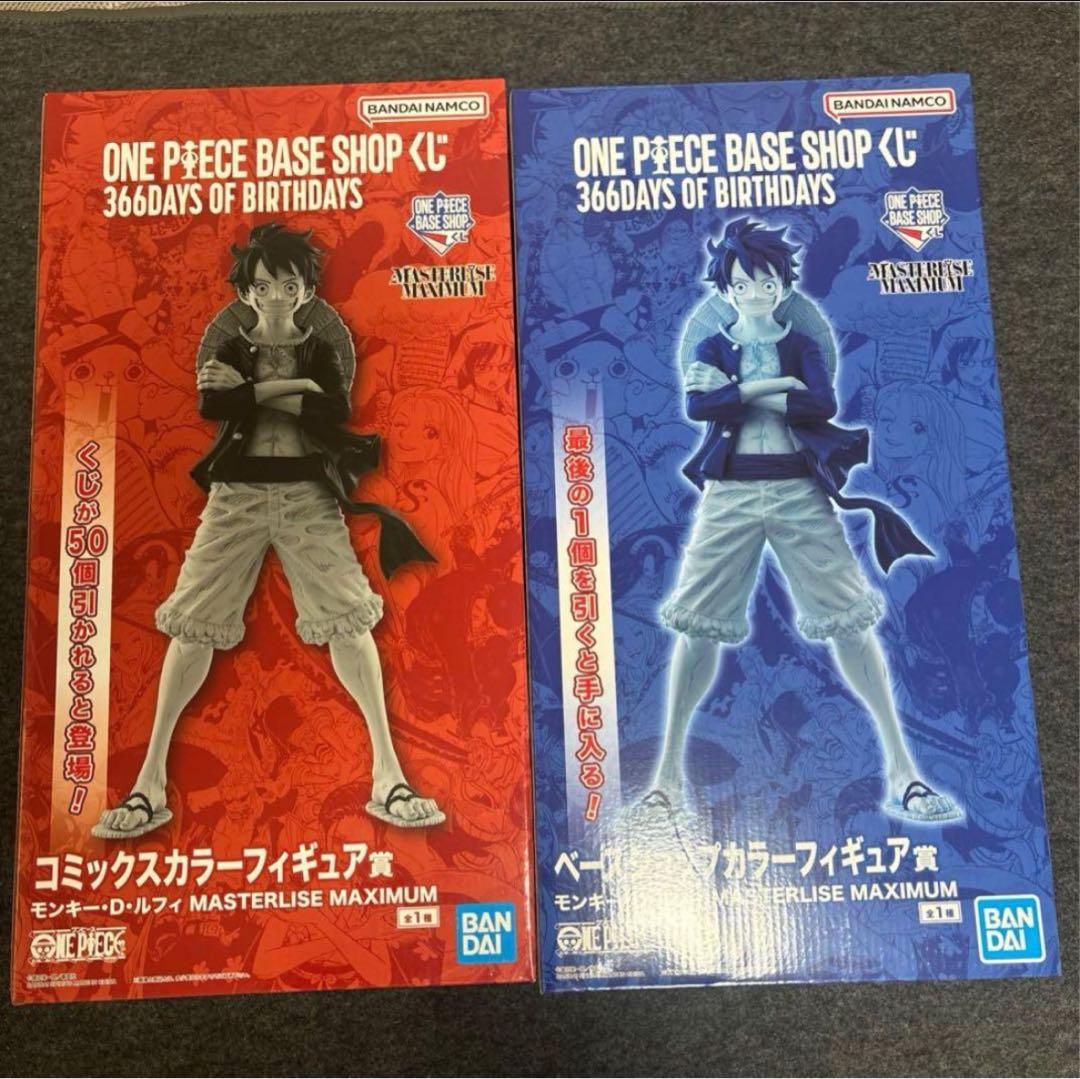 BANDAI NAMCO
ONE PIECE BASE SHOP くじ
366DAYS OF BIRTHDAYS
ONE PIECE
BASE SHOP
くじ
MASTERLISE
MAXIMUM
くじが50個引かれると登場!
コミックスカラーフィギュア賞
モンキー・D・ルフィ MASTERLISE MAXIMUM
全1種
ONE PIECE
BAN
DAI
BANDAI NAMCO
ONE PIECE BASE SHOP くじ
366DAYS OF BIRTHDAYS
ONE PIECE
BASE SHOP
くじ
MASTERLISE
MAXIMUM
最後の1個を引くと手に入る!
ベース プカラーフィギュア賞
モンキー MASTERLISE MAXIMUM
全1種
ONE PIECE
BAN
DAI